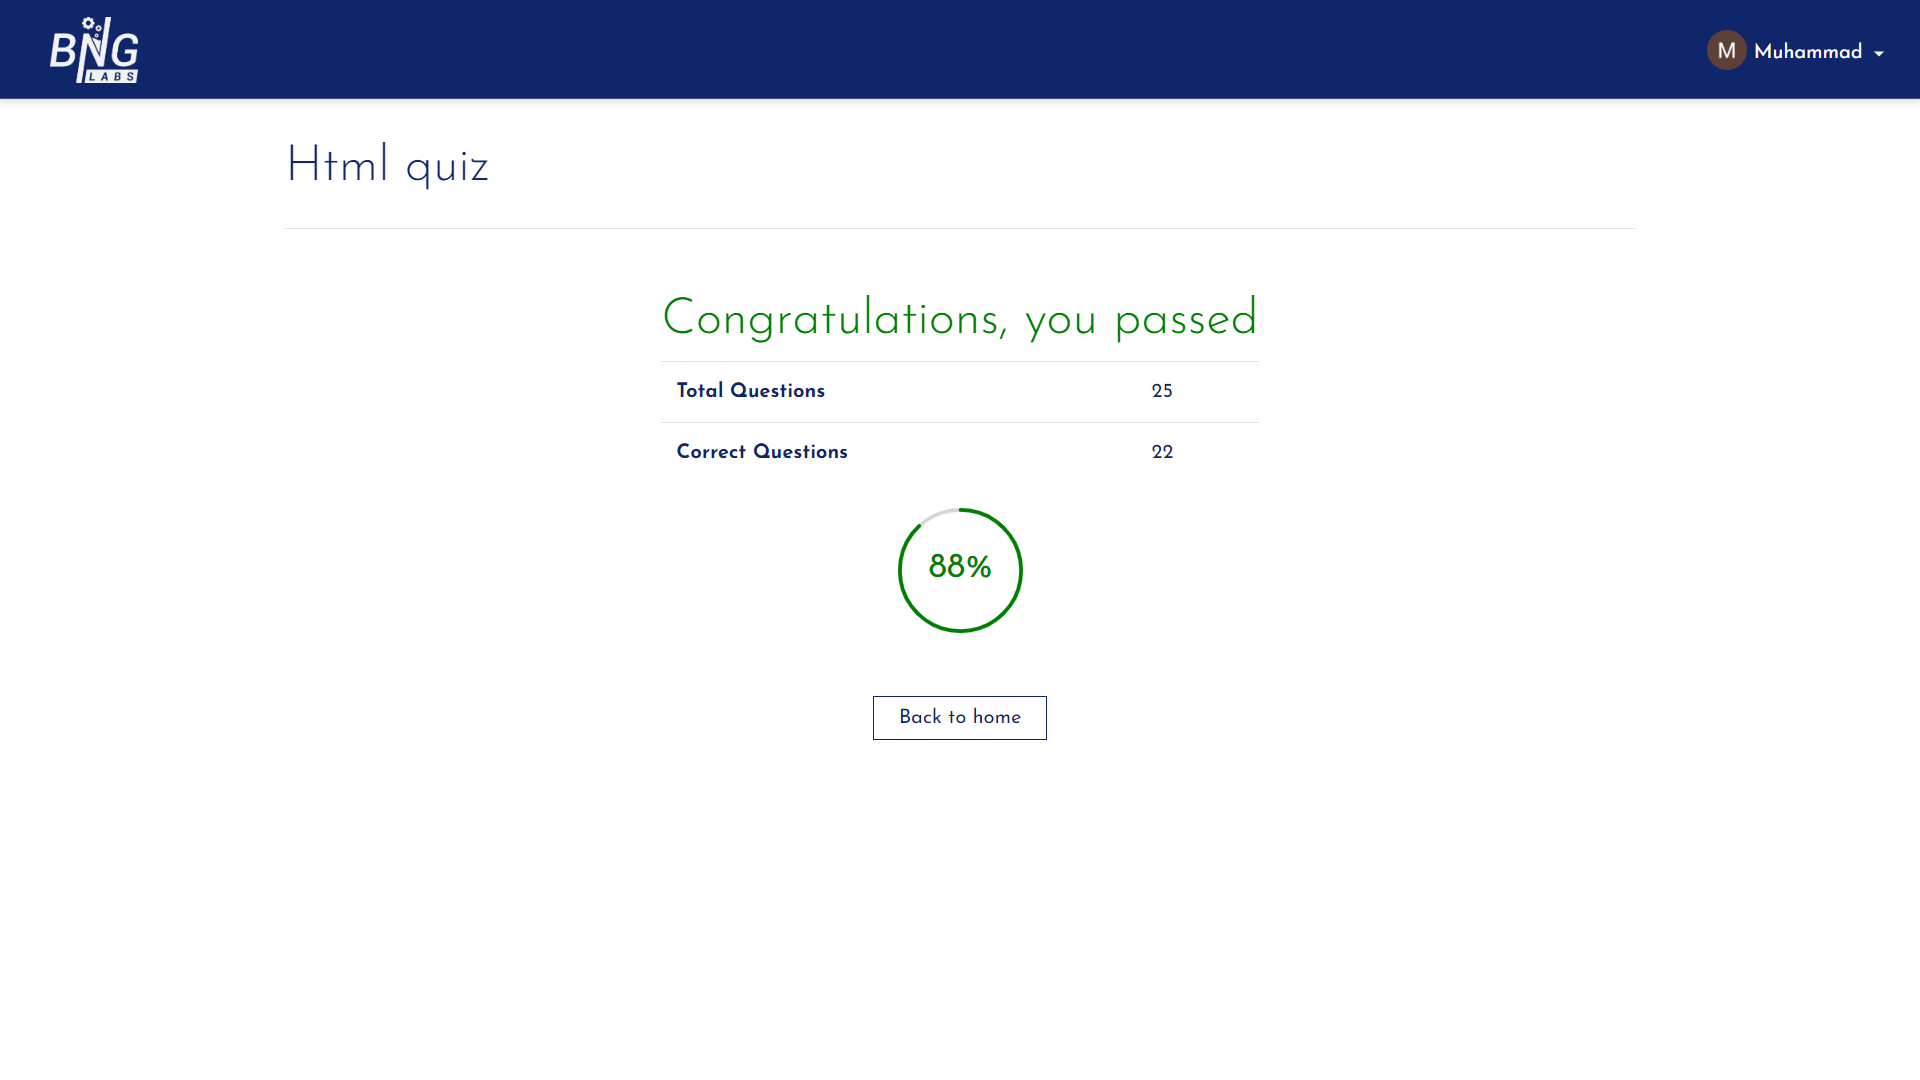 BNG
LABS
M Muhammad
Html quiz
Congratulations, you passed
Total Questions 25
Correct Questions 22
88%
Back to home